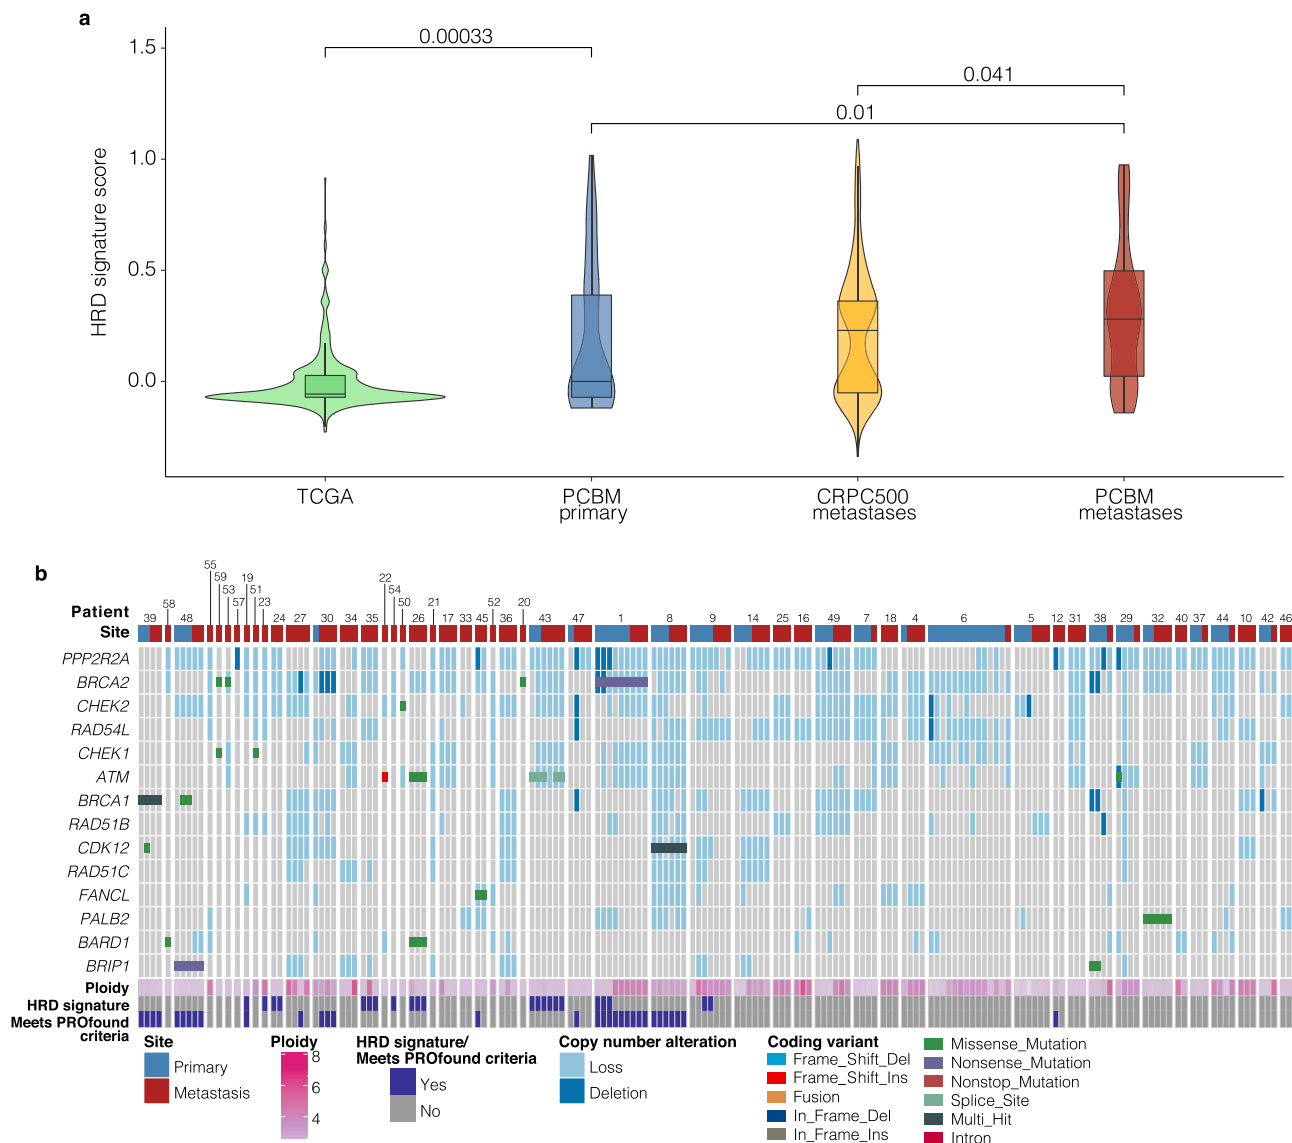 a
0.00033
0.041
0.01
1.5
1.0
0.5
0.0
HRD signature score
TCGA
PCBM
primary
CRPC500
metastases
PCBM
metastases
b
55
59 19 22
53 51 54
58 57 23 50 21 52 20
Patient 39 48 24 27 30 34 35 26 17 33 45 36 43 47 1 8 9 14 25 16 49 7 18 4 6 5 12 31 38 29 32 40 37 44 10 42 46
Site
PPP2R2A
BRCA2
CHEK2
RAD54L
CHEK1
ATM
BRCA1
RAD51B
CDK12
RAD51C
FANCL
PALB2
BARD1
BRIP1
Ploidy
HRD signature
Meets PROfound
criteria
Site
Primary
Metastasis
Ploidy
8
6
4
HRD signature/
Meets PROfound criteria
Yes
No
Copy number alteration
Loss
Deletion
Coding variant
Frame_Shift_Del
Frame_Shift_Ins
Fusion
In_Frame_Del
In_Frame_Ins
Missense_Mutation
Nonsense_Mutation
Nonstop_Mutation
Splice_Site
Multi_Hit
Intron